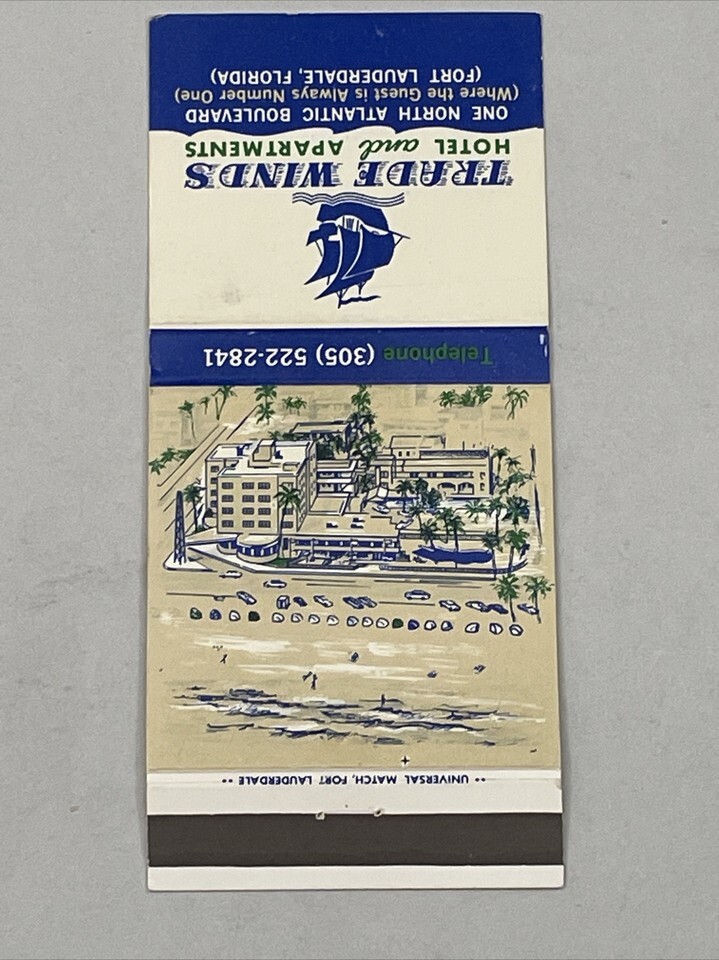 TRADE WINDS
HOTEL and APARTMENTS
ONE NORTH ATLANTIC BOULEVARD
(Where the Guest is Always Number One)
(FORT LAUDERDALE, FLORIDA)
Telephone (305) 522-2841
•• UNIVERSAL MATCH, FORT LAUDERDALE ••